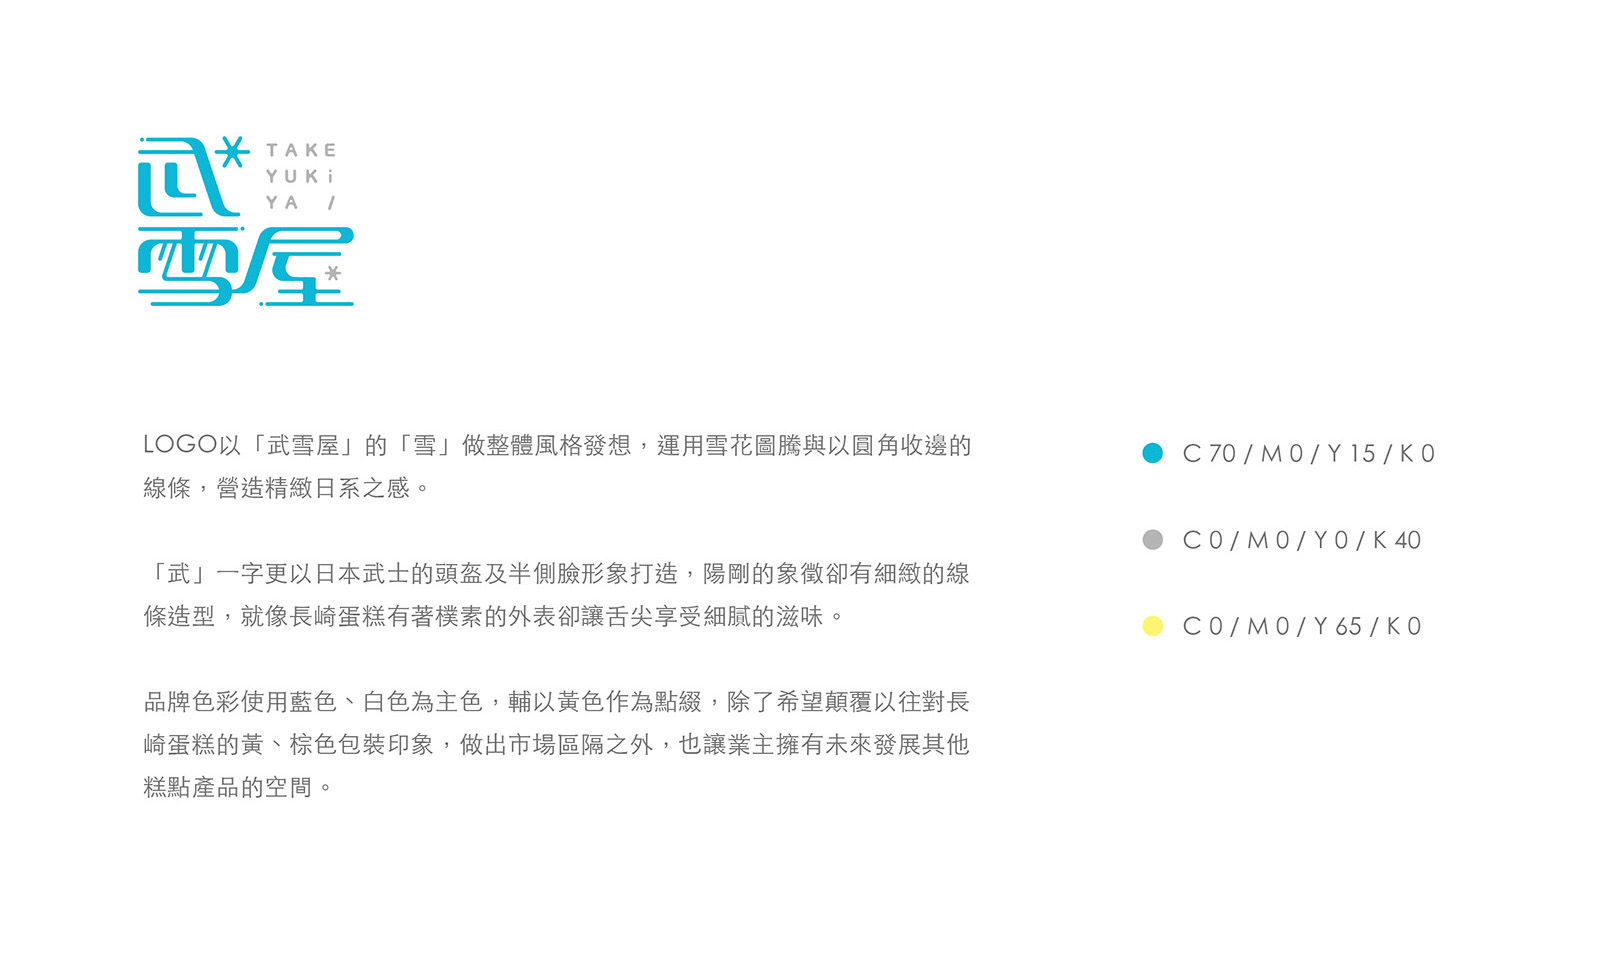 武
TAKE
YUKi
YA /
雪屋
LOGO以「武雪屋」的「雪」做整體風格發想，運用雪花圖騰與以圓角收邊的
線條，營造精緻日系之感。
「武」一字更以日本武士的頭盔及半側臉形象打造，陽剛的象徵卻有細緻的線
條造型，就像長崎蛋糕有著樸素的外表卻讓舌尖享受細膩的滋味。
品牌色彩使用藍色、白色為主色，輔以黃色作為點綴，除了希望顛覆以往對長
崎蛋糕的黃、棕色包裝印象，做出市場區隔之外，也讓業主擁有未來發展其他
糕點產品的空間。
C 70 / M 0 / Y 15 / K 0
C 0 / M 0 / Y 0 / K 40
C 0 / M 0 / Y 65 / K 0